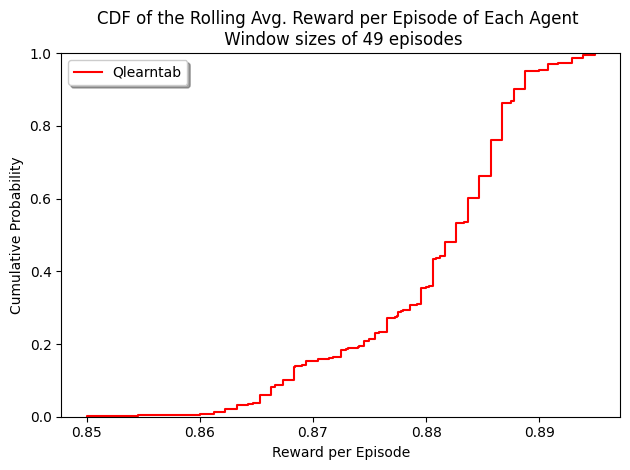 CDF of the Rolling Avg. Reward per Episode of Each Agent
Window sizes of 49 episodes
Qlearntab
Cumulative Probability
1.0
0.8
0.6
0.4
0.2
0.0
0.85
0.86
0.87
0.88
0.89
Reward per Episode